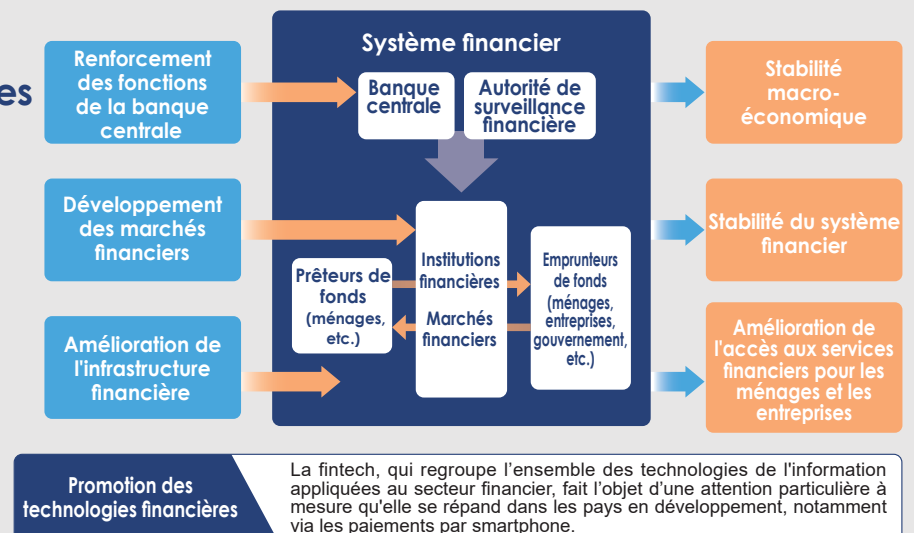 es
Renforcement
des fonctions
de la banque
centrale
Développement
des marchés
financiers
Amélioration de
l'infrastructure
financière
Système financier
Banque
centrale
Autorité de
surveillance
financière
Prêteurs de
fonds
(ménages,
etc.)
Institutions
financières
Marchés
financiers
Emprunteurs
de fonds
(ménages,
entreprises,
gouvernement,
etc.)
Stabilité
macro-
économique
Stabilité du système
financier
Amélioration de
l'accès aux services
financiers pour les
ménages et les
entreprises
Promotion des
technologies financières
La fintech, qui regroupe l’ensemble des technologies de l'information
appliquées au secteur financier, fait l’objet d’une attention particulière à
mesure qu'elle se répand dans les pays en développement, notamment
via les paiements par smartphone.